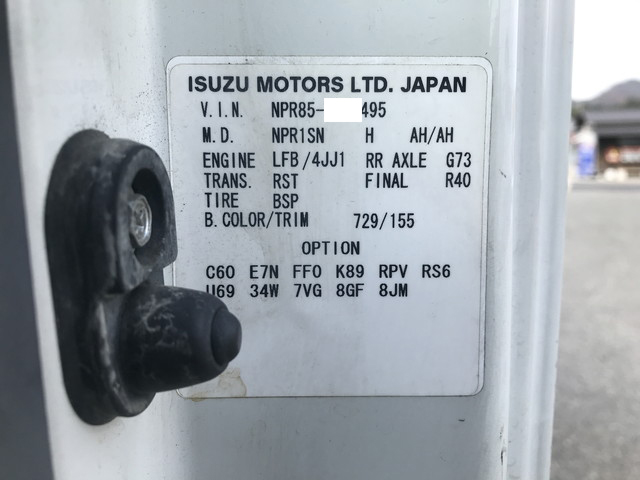 ISUZU MOTORS LTD. JAPAN
V.I.N. NPR85- 495
M.D. NPR1SN H AH/AH
ENGINE LFB/4JJ1 RR AXLE G73
TRANS. RST FINAL R40
TIRE BSP
B.COLOR/TRIM 729/155
OPTION
C60 E7N FF0 K89 RPV RS6
U69 34W 7VG 8GF 8JM